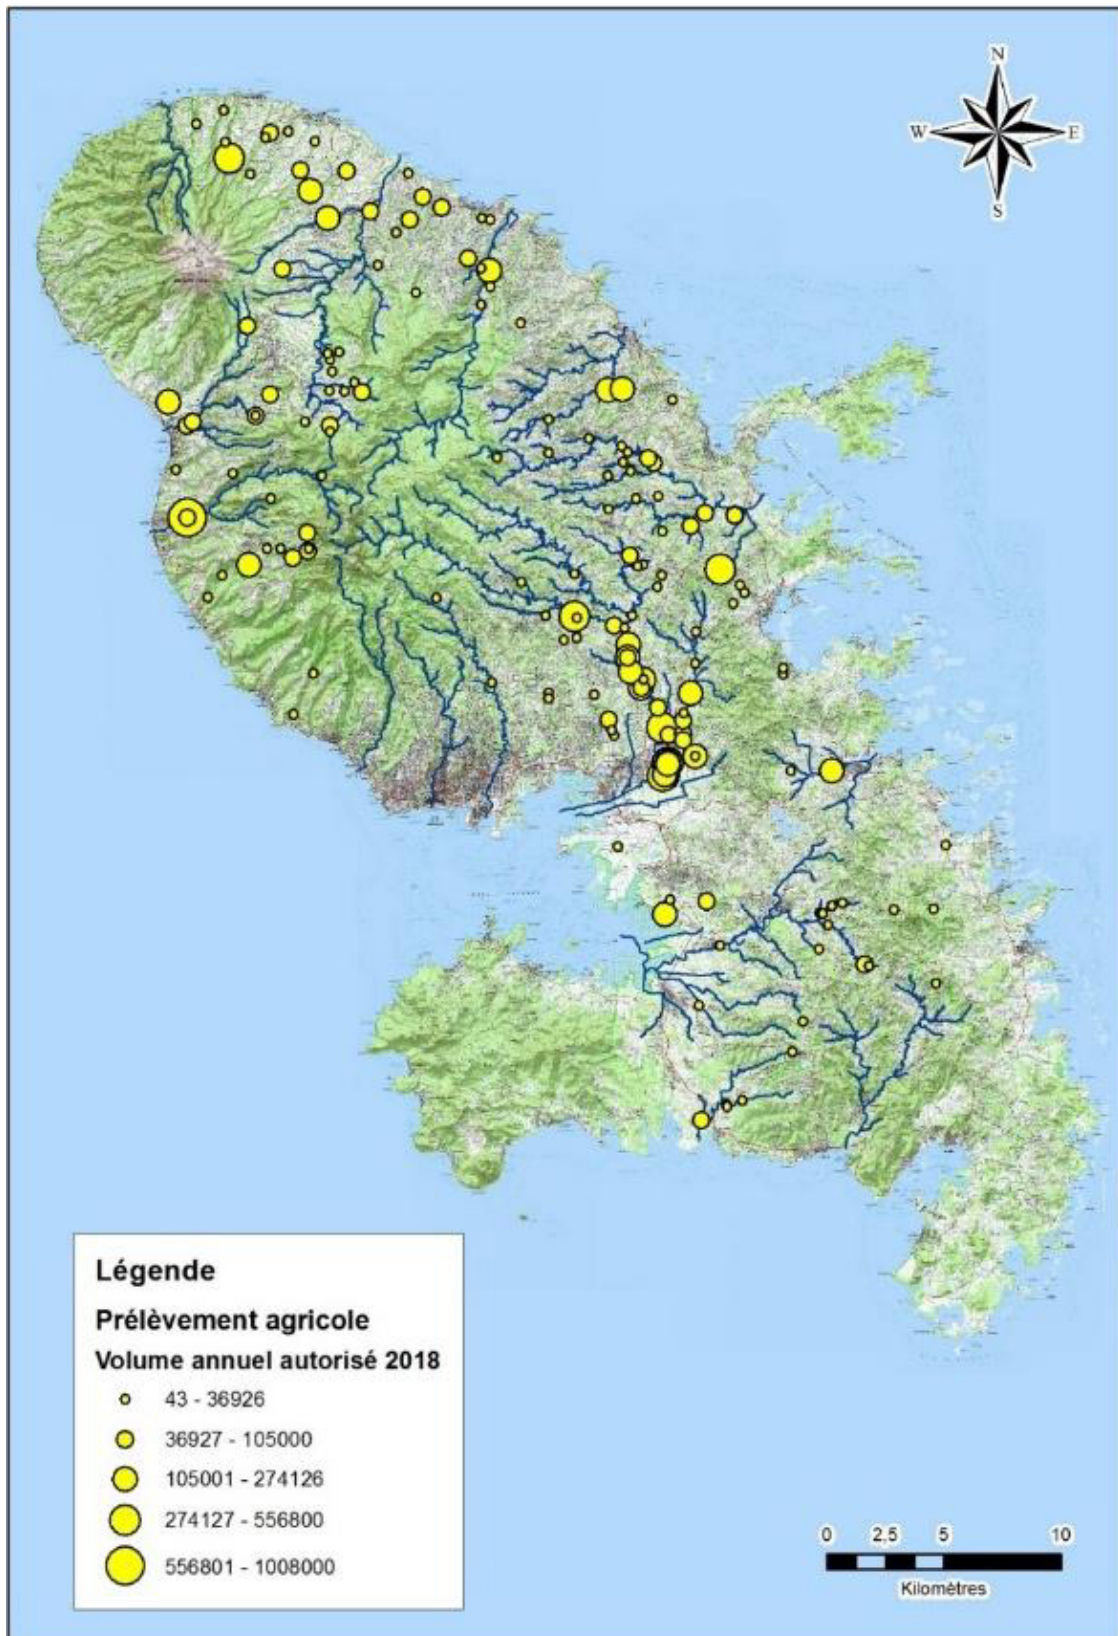 N
W E
S
Légende
Prélèvement agricole
Volume annuel autorisé 2018
43 - 36926
36927 - 105000
105001 - 274126
274127 - 556800
556801 - 1008000
0 2,5 5 10
Kilomètres